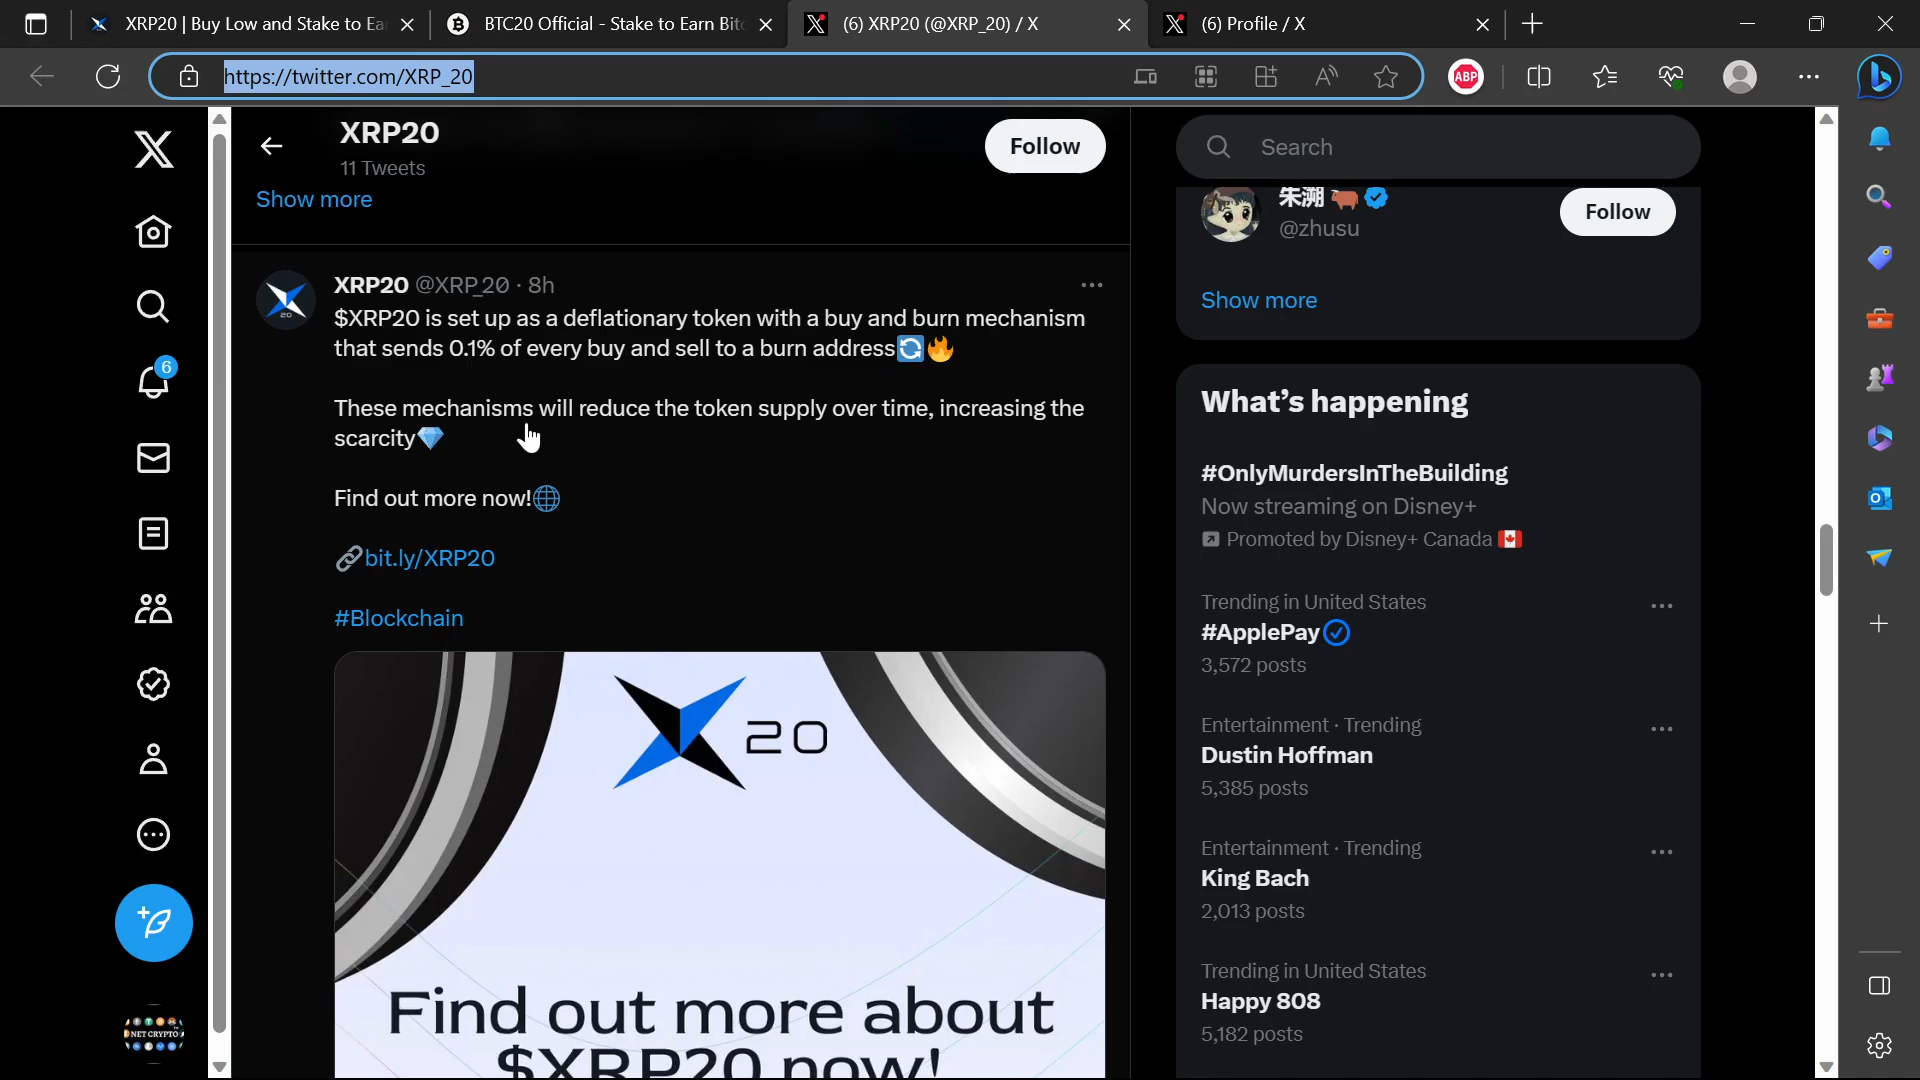 XRP20 | Buy Low and Stake to Ea
BTC20 Official - Stake to Earn Bitc
(6) XRP20 (@XRP_20) / X
(6) Profile / X
https://twitter.com/XRP_20
ABP
XRP20
11 Tweets
Follow
Show more
XRP20 @XRP_20 · 8h
$XRP20 is set up as a deflationary token with a buy and burn mechanism
that sends 0.1% of every buy and sell to a burn address🔄🔥
These mechanisms will reduce the token supply over time, increasing the
scarcity💎
Find out more now!🌐
🔗bit.ly/XRP20
#Blockchain
20
Find out more about
$XRP20 now!
6
NET CRYPTO
Search
朱溯 🐂
@zhusu
Follow
Show more
What's happening
#OnlyMurdersInTheBuilding
Now streaming on Disney+
Promoted by Disney+ Canada 🇨🇦
Trending in United States
#ApplePay
3,572 posts
Entertainment · Trending
Dustin Hoffman
5,385 posts
Entertainment · Trending
King Bach
2,013 posts
Trending in United States
Happy 808
5,182 posts